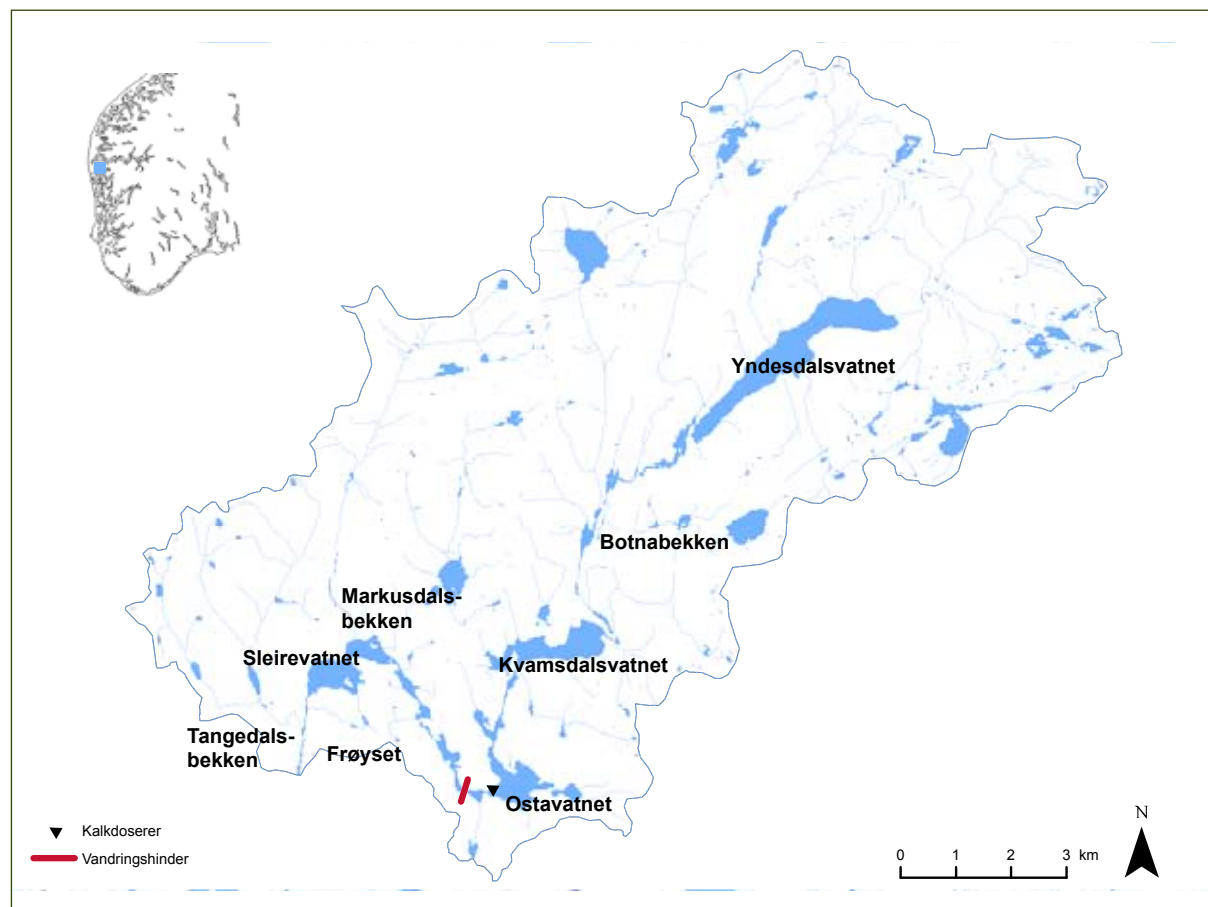 Yndesdalsvatnet
Botnabekken
Markusdals-
bekken
Sleirevatnet
Kvamsdalsvatnet
Tangedals-
bekken
Frøyset
Ostavatnet
Kalkdoserer
Vandringshinder
N
0 1 2 3 km